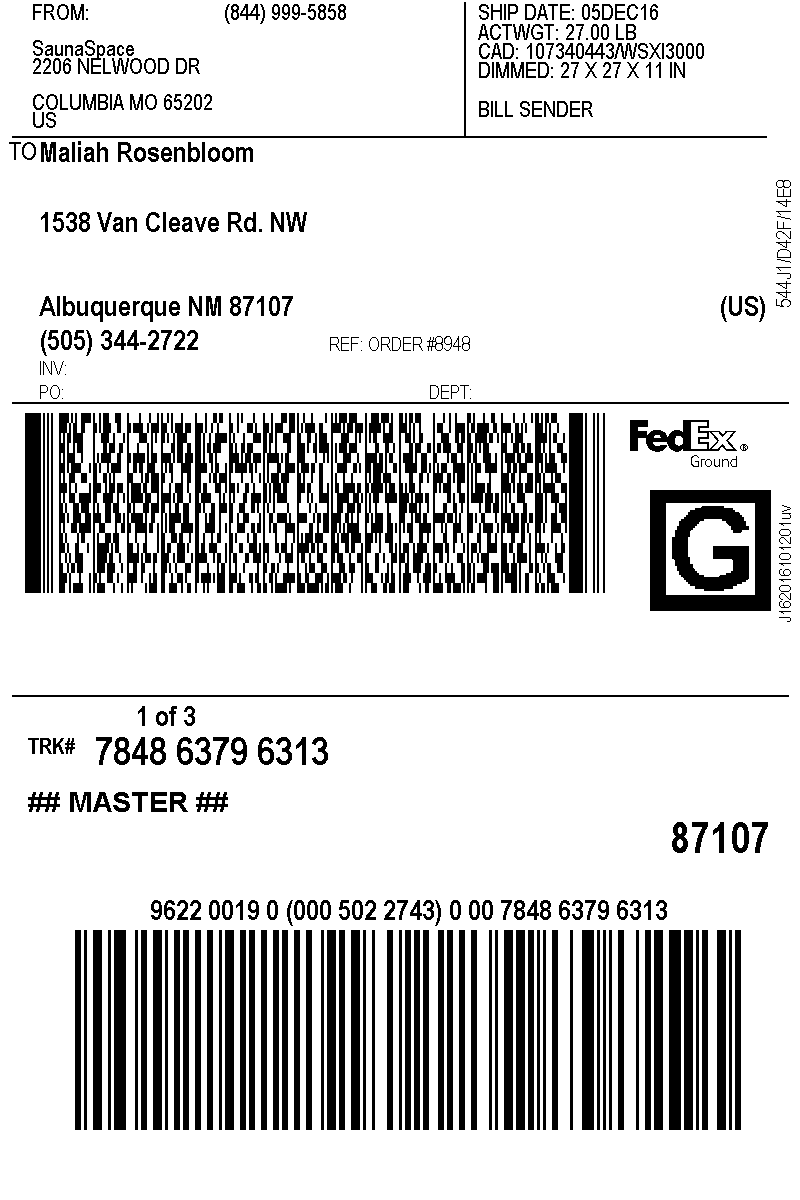 FROM: (844) 999-5858
SaunaSpace
2206 NELWOOD DR
COLUMBIA MO 65202
US
SHIP DATE: 05DEC16
ACTWGT: 27.00 LB
CAD: 107340443/WSXI3000
DIMMED: 27 X 27 X 11 IN
BILL SENDER
TO Maliah Rosenbloom
1538 Van Cleave Rd. NW
Albuquerque NM 87107 (US)
(505) 344-2722 REF: ORDER #8948
INV:
PO: DEPT:
544J1/D42F/14E8
FedEx®
Ground
G
J162016101201uv
1 of 3
TRK# 7848 6379 6313
## MASTER ##
87107
9622 0019 0 (000 502 2743) 0 00 7848 6379 6313